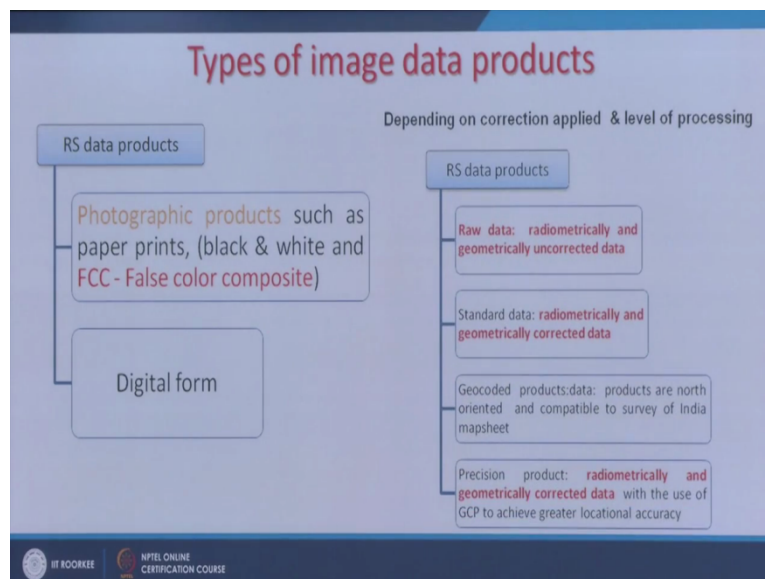 Types of image data products
RS data products
Photographic products such as
paper prints, (black & white and
FCC - False color composite)
Digital form
Depending on correction applied & level of processing
RS data products
Raw data: radiometrically and
geometrically uncorrected data
Standard data: radiometrically and
geometrically corrected data
Geocoded products:data: products are north
oriented and compatible to survey of India
mapsheet
Precision product: radiometrically and
geometrically corrected data with the use of
GCP to achieve greater locational accuracy
IIT ROORKEE
NPTEL ONLINE
CERTIFICATION COURSE